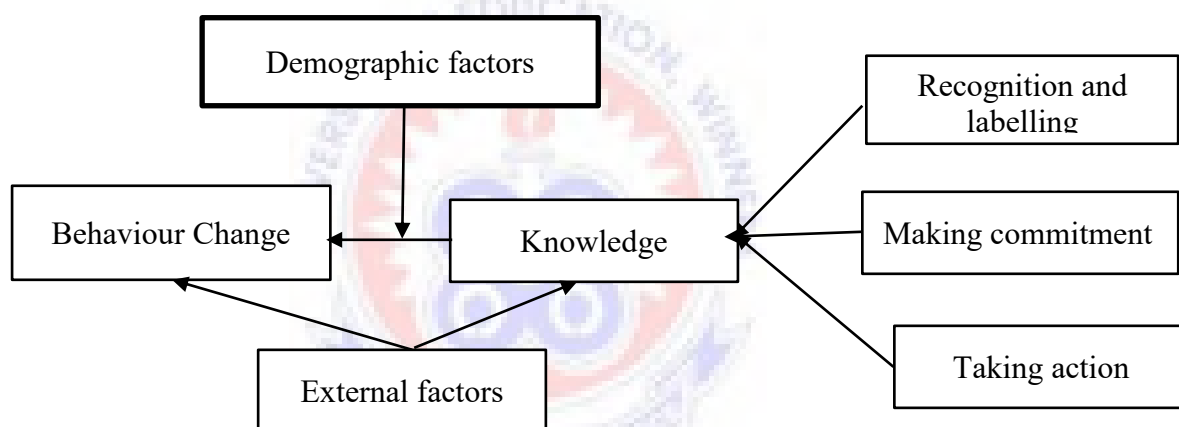 Demographic factors
Recognition and
labelling
Behaviour Change
Knowledge
Making commitment
External factors
Taking action